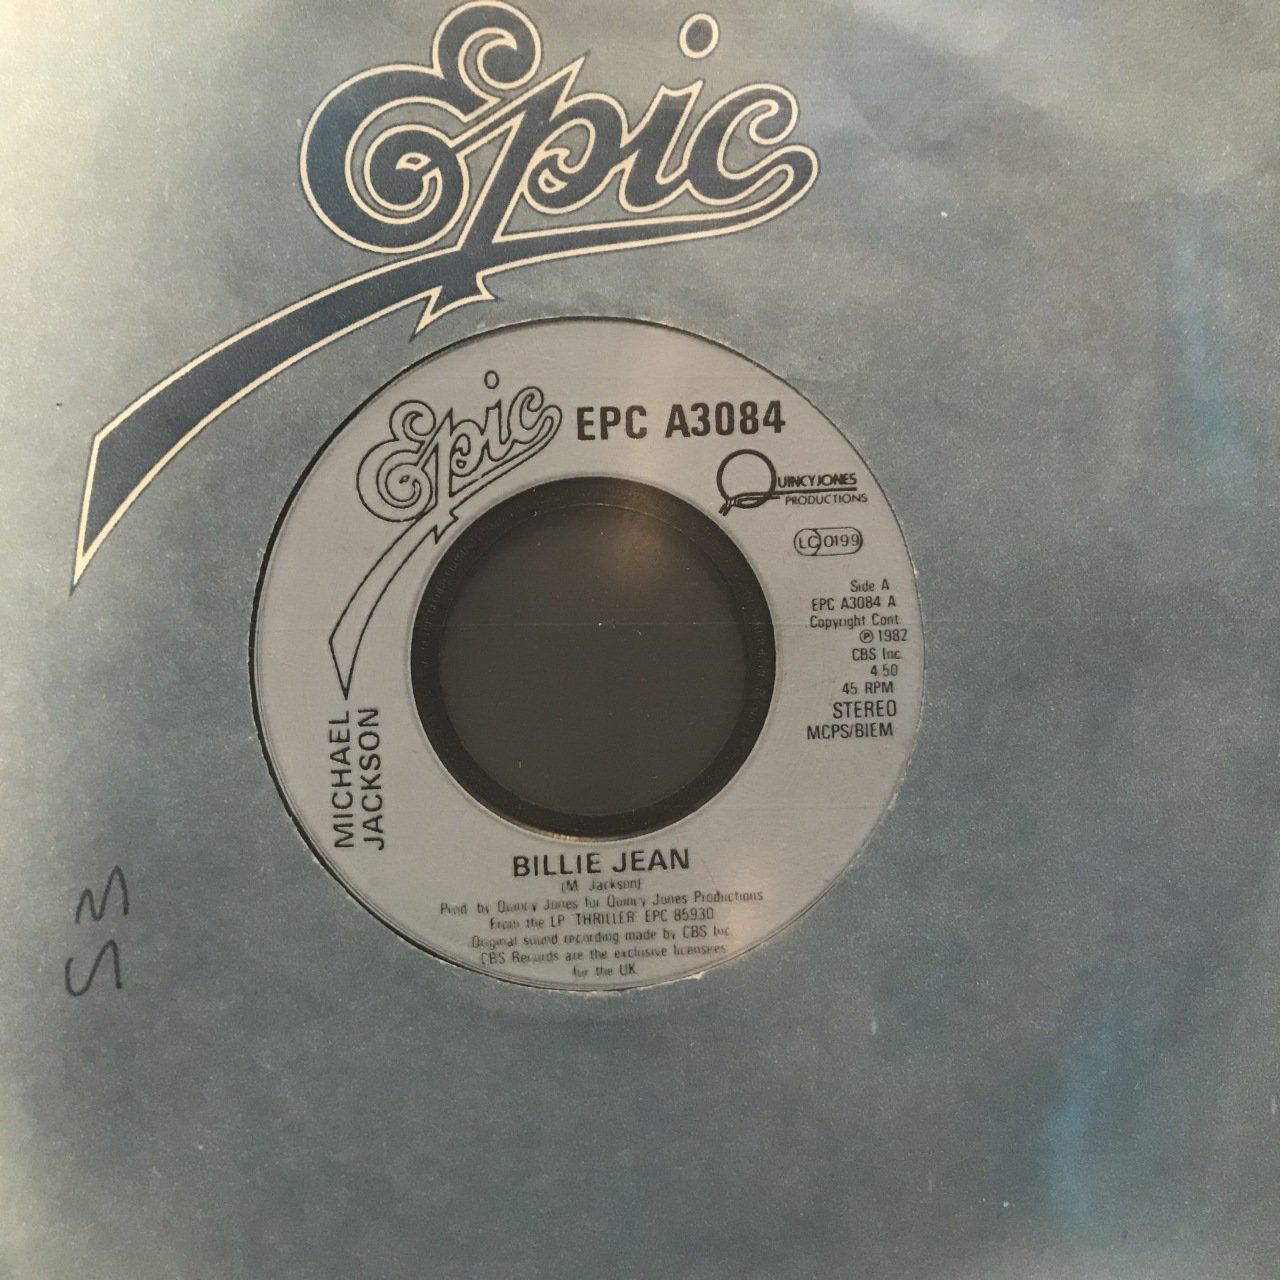 Epic
Epic EPC A3084
QUINCY JONES
PRODUCTIONS
LC 0199
Side A
EPC A3084 A
Copyright Cont.
℗ 1982
CBS Inc.
4.50
45 RPM
STEREO
MCPS/BIEM
MICHAEL
JACKSON
BILLIE JEAN
(M. Jackson)
Prod. by Quincy Jones for Quincy Jones Productions
From the LP 'THRILLER' EPC 85930
Original sound recording made by CBS Inc.
CBS Records are the exclusive licensees
for the UK